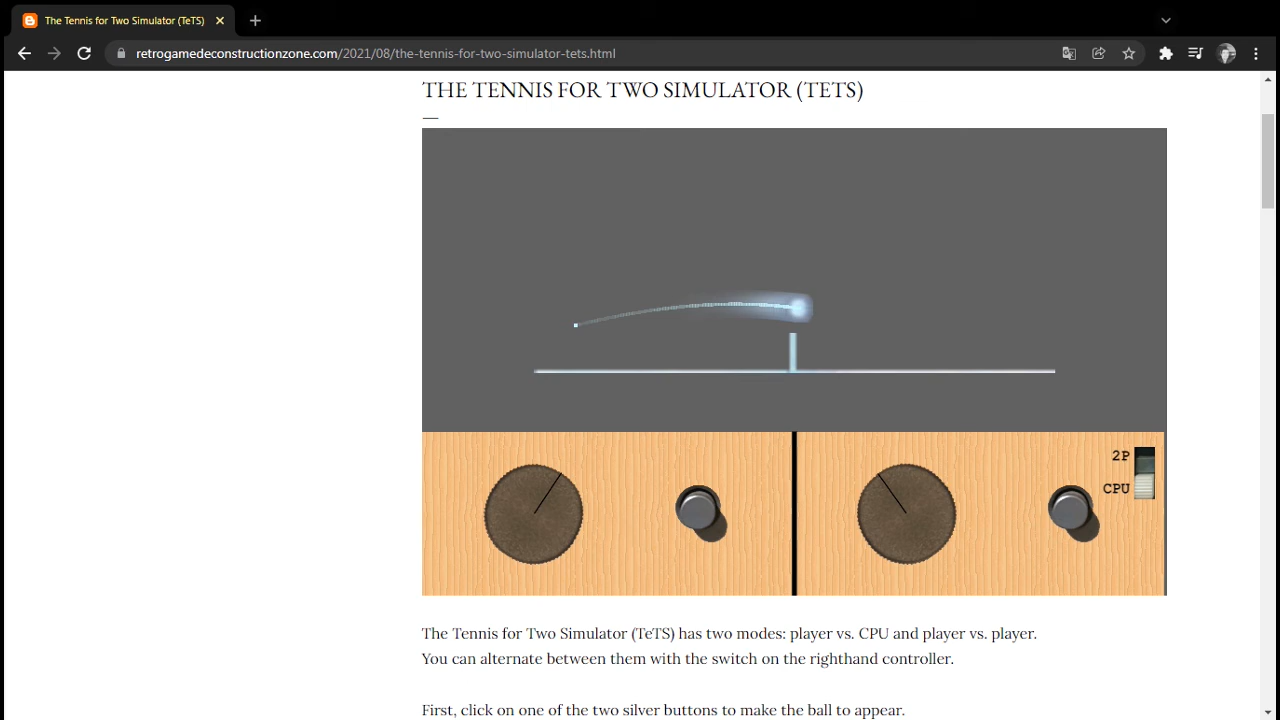 The Tennis for Two Simulator (TeTS)
retrogamedeconstructionzone.com/2021/08/the-tennis-for-two-simulator-tets.html
THE TENNIS FOR TWO SIMULATOR (TETS)
2P
CPU
The Tennis for Two Simulator (TeTS) has two modes: player vs. CPU and player vs. player.
You can alternate between them with the switch on the righthand controller.
First, click on one of the two silver buttons to make the ball to appear.